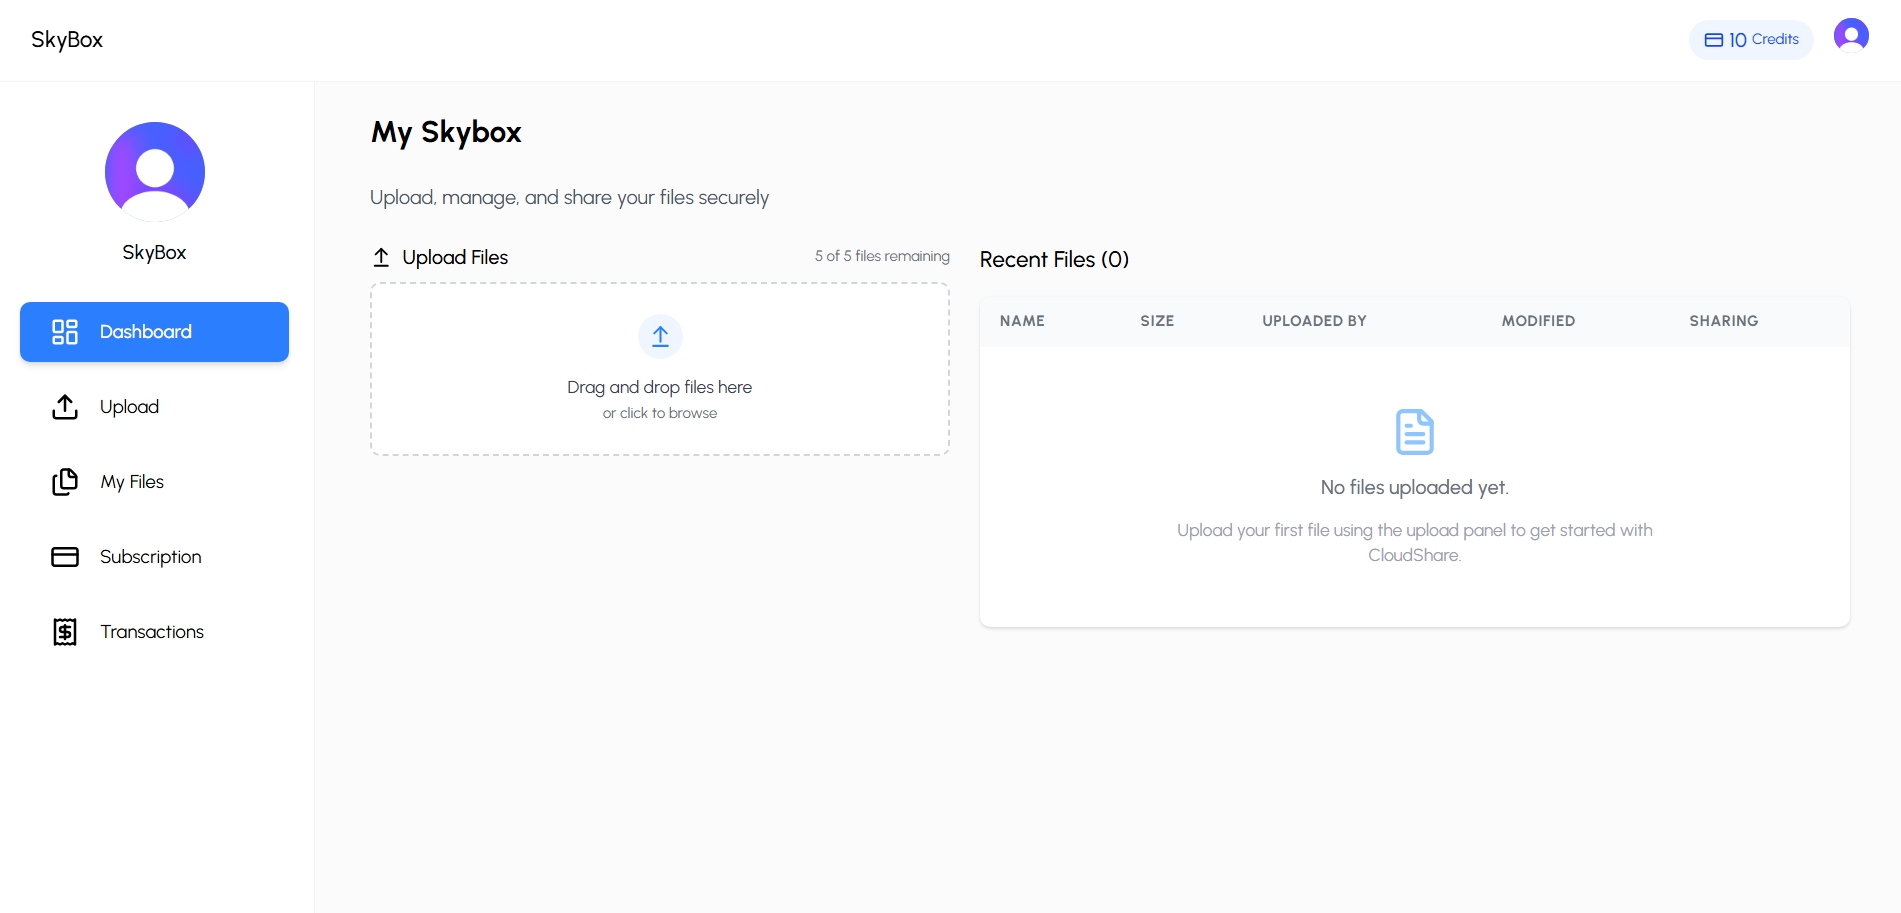 SkyBox
10 Credits
SkyBox
Dashboard
Upload
My Files
Subscription
Transactions
My Skybox
Upload, manage, and share your files securely
Upload Files
5 of 5 files remaining
Drag and drop files here
or click to browse
Recent Files (0)
NAME SIZE UPLOADED BY MODIFIED SHARING
No files uploaded yet.
Upload your first file using the upload panel to get started with
CloudShare.